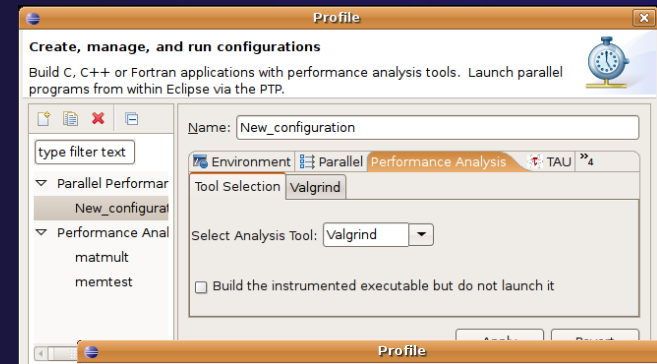 Profile
Create, manage, and run configurations
Build C, C++ or Fortran applications with performance analysis tools. Launch parallel
programs from within Eclipse via the PTP.
Name: New_configuration
type filter text
Environment Parallel Performance Analysis TAU »4
Parallel Performan
Tool Selection Valgrind
New_configurat
Performance Anal
Select Analysis Tool: Valgrind
matmult
memtest
Build the instrumented executable but do not launch it
Apply Revert
Profile